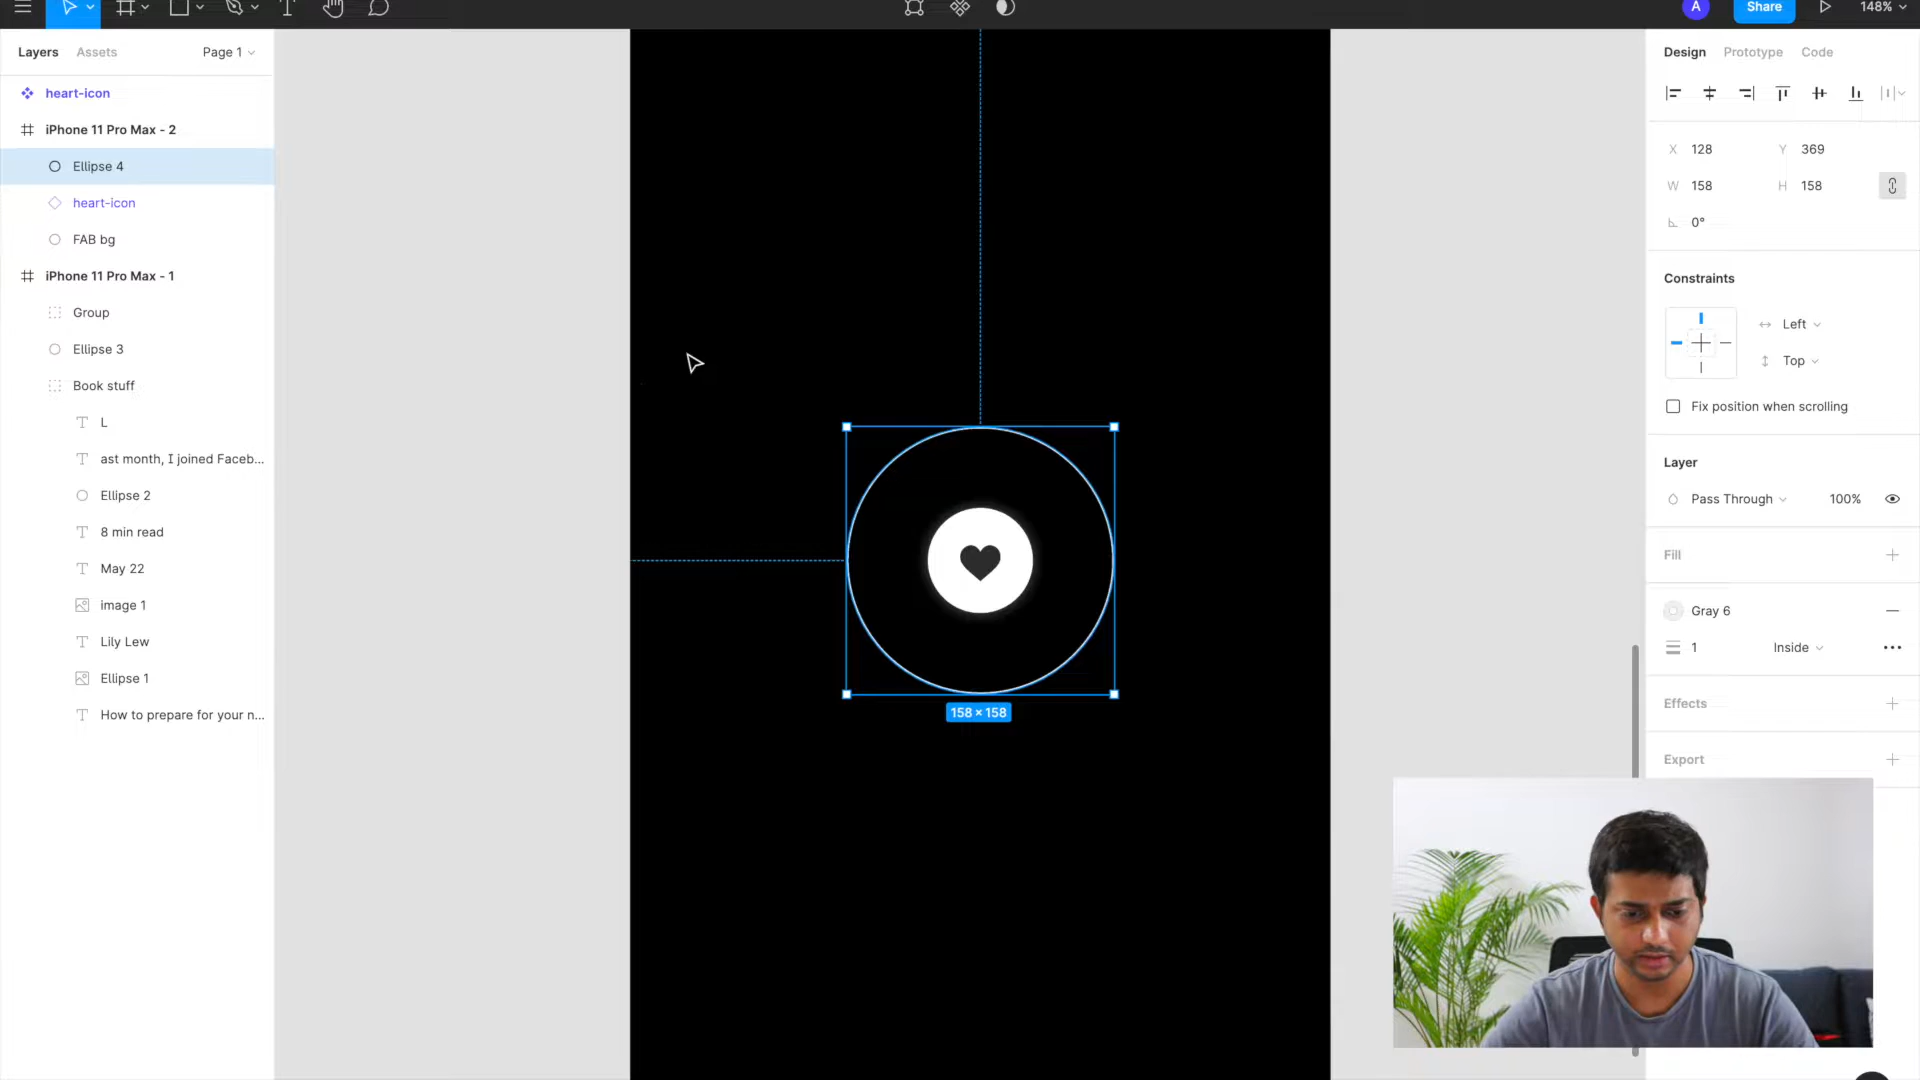 Share
148%
A
Layers
Assets
Page 1
heart-icon
iPhone 11 Pro Max - 2
Ellipse 4
heart-icon
FAB bg
iPhone 11 Pro Max - 1
Group
Ellipse 3
Book stuff
L
ast month, I joined Faceb...
Ellipse 2
8 min read
May 22
image 1
Lily Lew
Ellipse 1
How to prepare for your n...
158 × 158
Design
Prototype
Code
X 128
Y 369
W 158
H 158
0°
Constraints
Left
Top
Fix position when scrolling
Layer
Pass Through
100%
Fill
Gray 6
1
Inside
Effects
Export